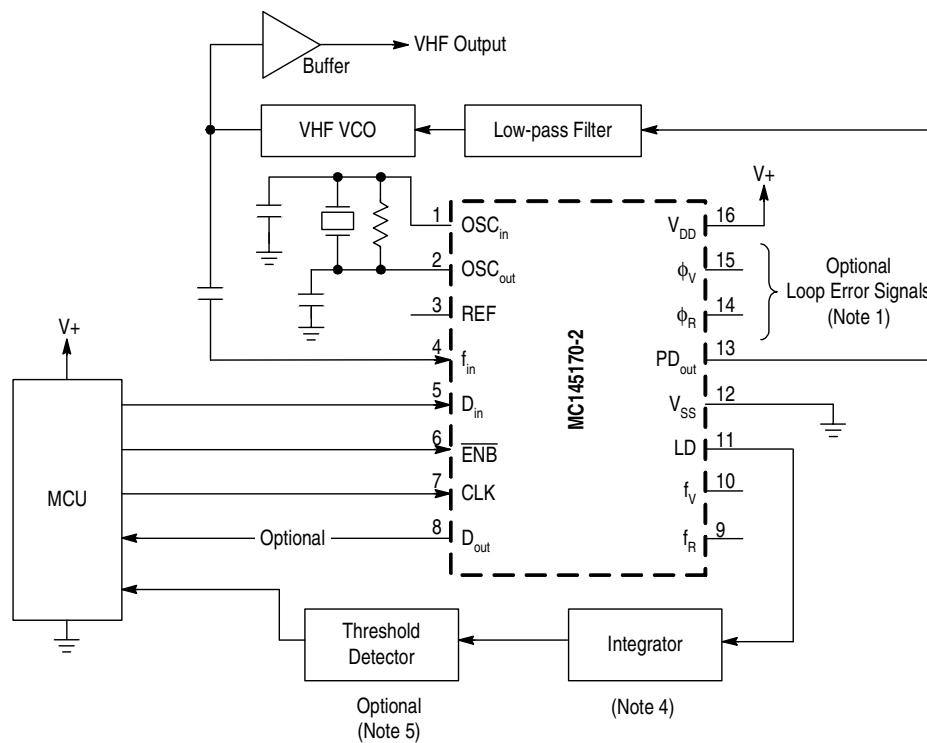 VHF Output
Buffer
VHF VCO
Low-pass Filter
V+
1
OSCin
2
OSCout
3
REF
4
fin
5
Din
6
ENB
7
CLK
8
Dout
MC145170-2
16
VDD
15
ϕV
14
ϕR
13
PDout
12
VSS
11
LD
10
fV
9
fR
Optional
Loop Error Signals
(Note 1)
V+
MCU
Optional
Threshold
Detector
Optional
(Note 5)
Integrator
(Note 4)